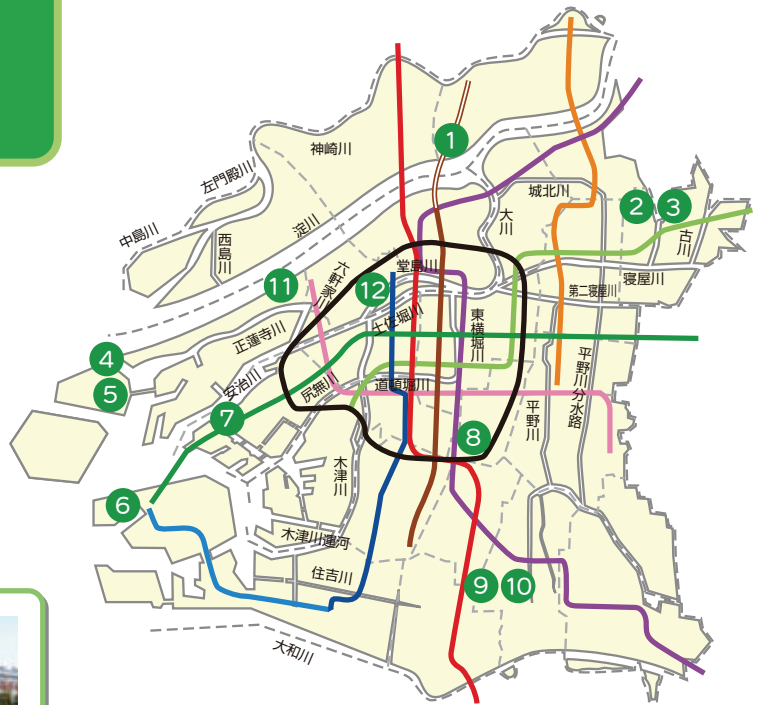 1
神崎川
左門殿川
城北川
2
3
中島川
大川
淀川
西島川
古川
堂島川
六軒家川
11
12
寝屋川
第二寝屋川
土佐堀川
東横堀川
正蓮寺川
4
安治川
尻無川
道頓堀川
平野川分水路
5
7
平野川
8
木津川
6
木津川運河
住吉川
9
10
大和川